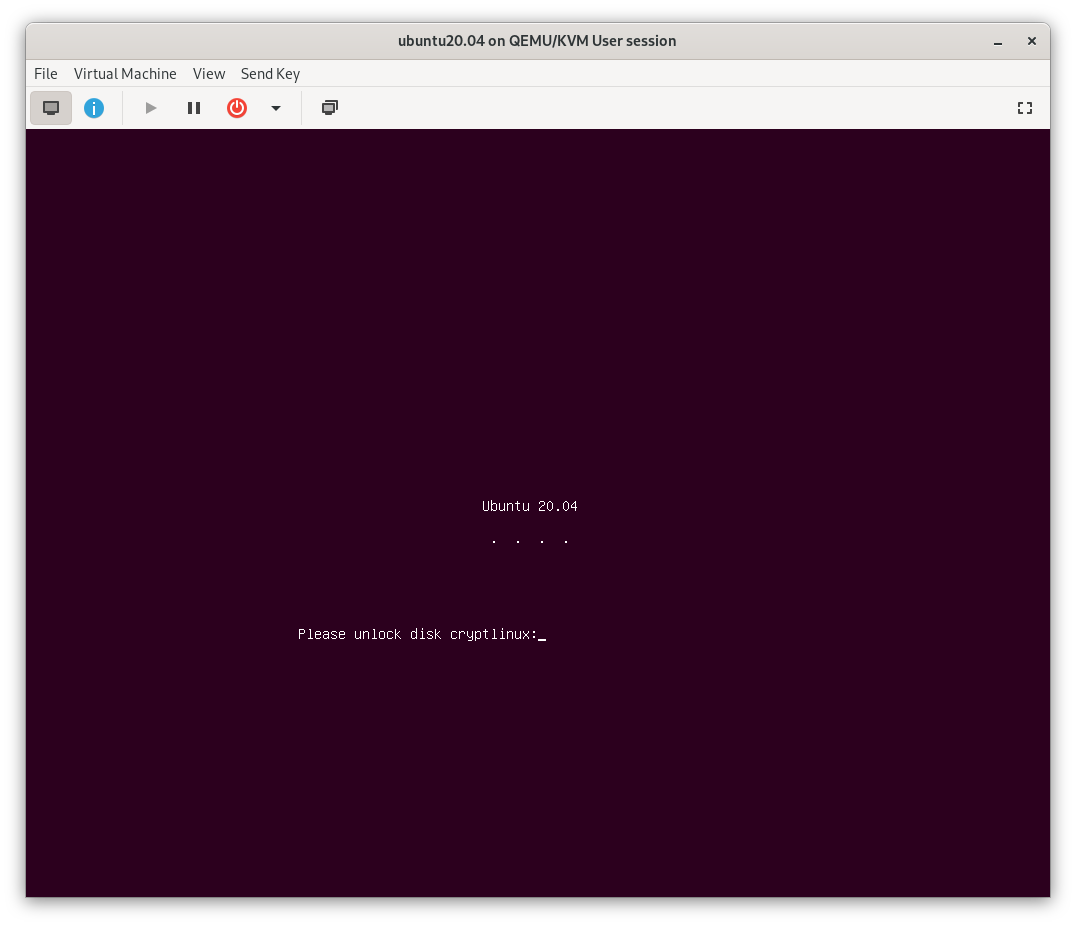 ubuntu20.04 on QEMU/KVM User session
File Virtual Machine View Send Key
Ubuntu 20.04
. . . .
Please unlock disk cryptlinux:_